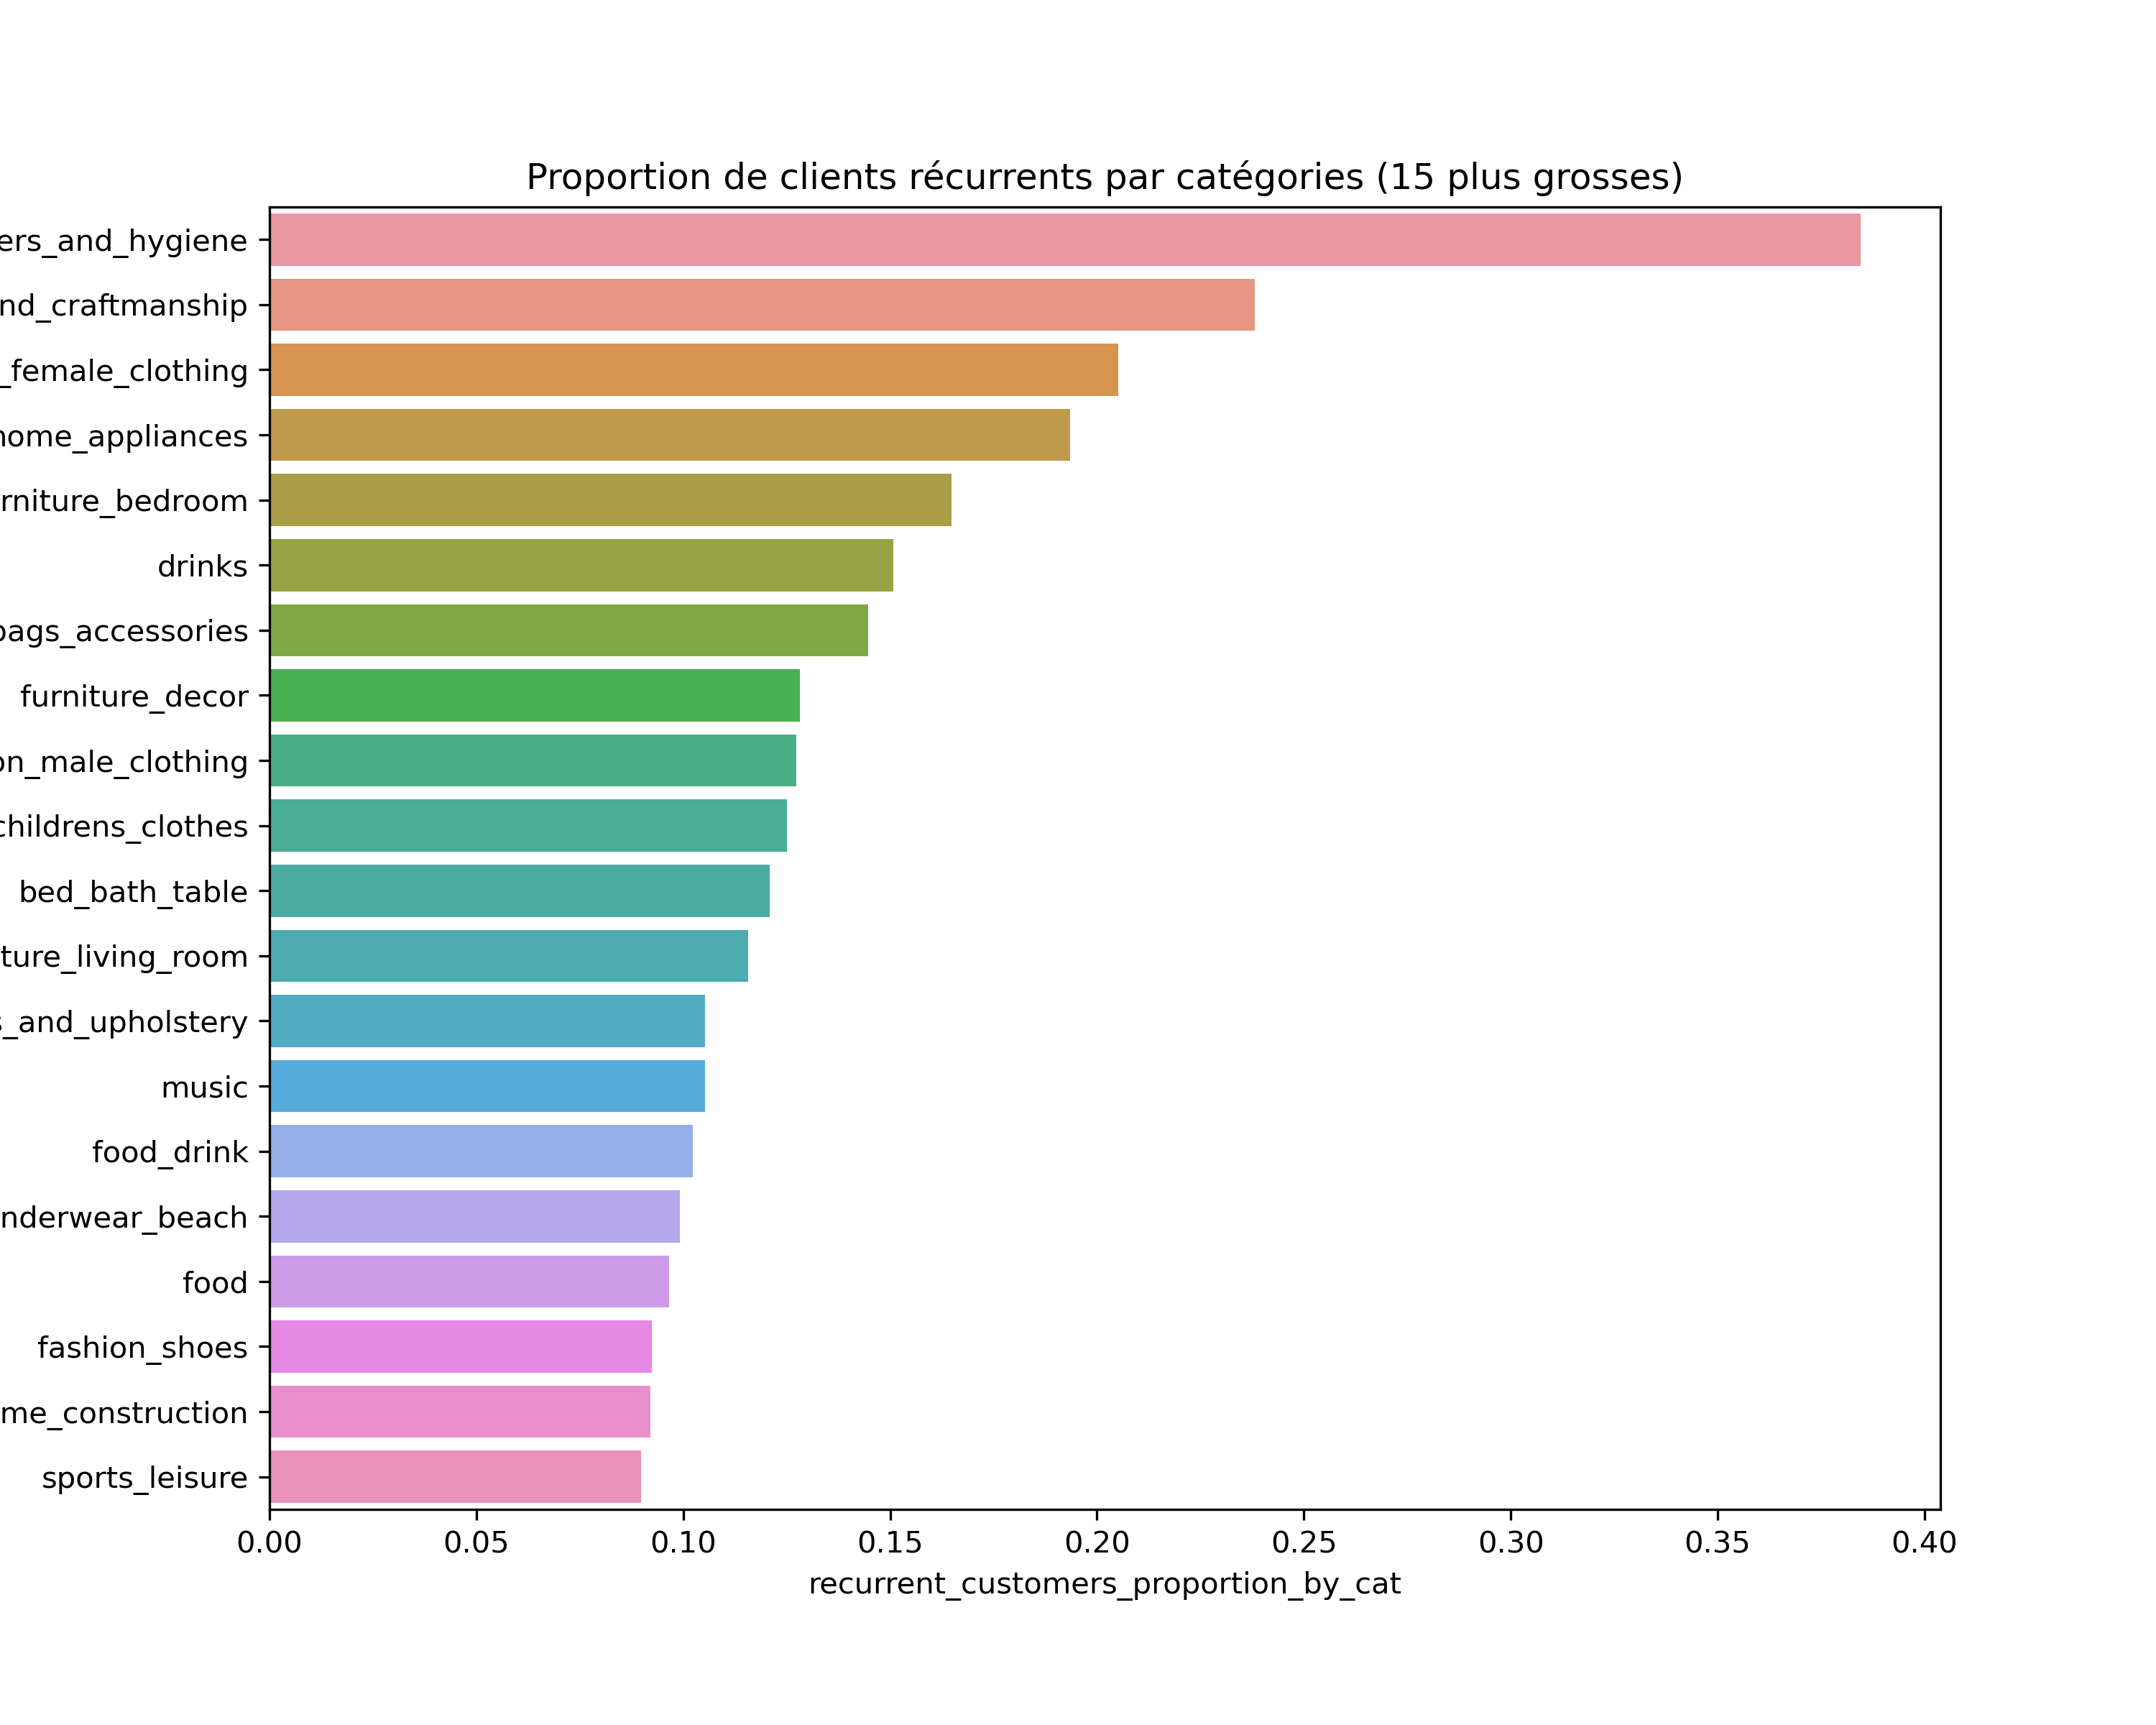 Proportion de clients récurrents par catégories (15 plus grosses)
ers_and_hygiene
nd_craftmanship
_female_clothing
home_appliances
rniture_bedroom
drinks
bags_accessories
furniture_decor
on_male_clothing
childrens_clothes
bed_bath_table
ture_living_room
s_and_upholstery
music
food_drink
nderwear_beach
food
fashion_shoes
me_construction
sports_leisure
0.00 0.05 0.10 0.15 0.20 0.25 0.30 0.35 0.40
recurrent_customers_proportion_by_cat